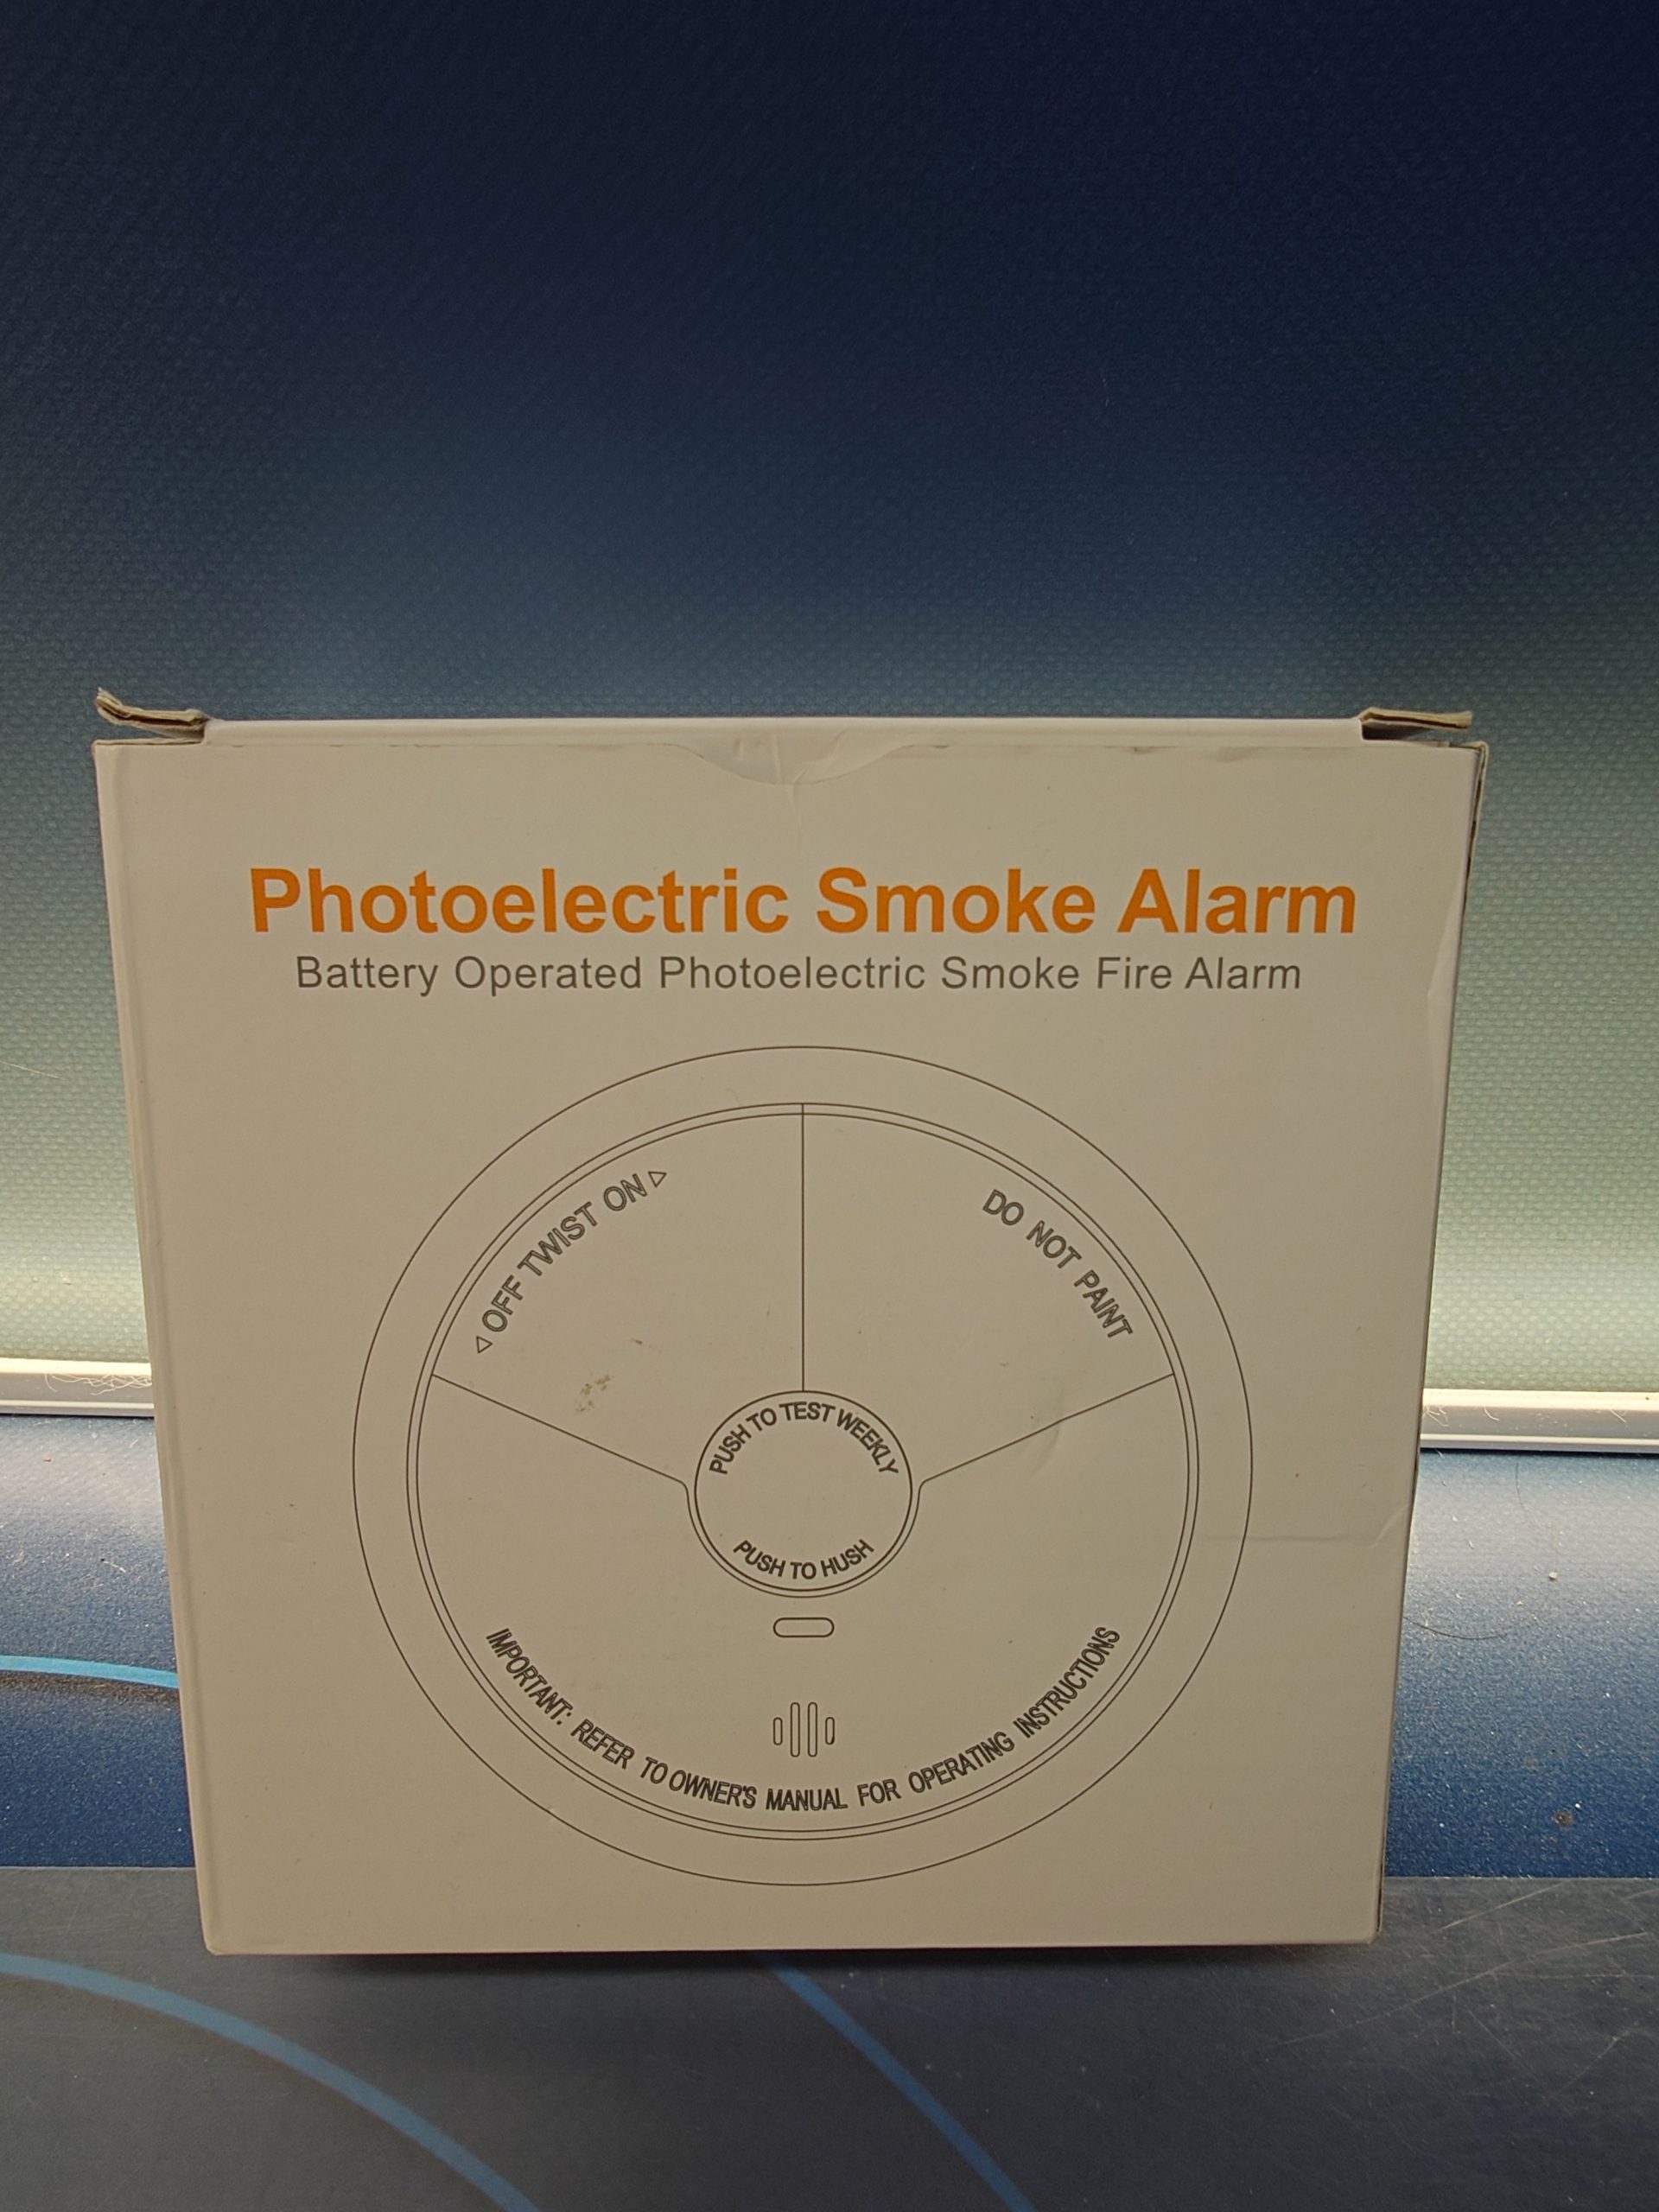 Photoelectric Smoke Alarm
Battery Operated Photoelectric Smoke Fire Alarm
OFF TWIST ON
DO NOT PAINT
PUSH TO TEST WEEKLY
PUSH TO HUSH
IMPORTANT: REFER TO OWNER'S MANUAL FOR OPERATING INSTRUCTIONS